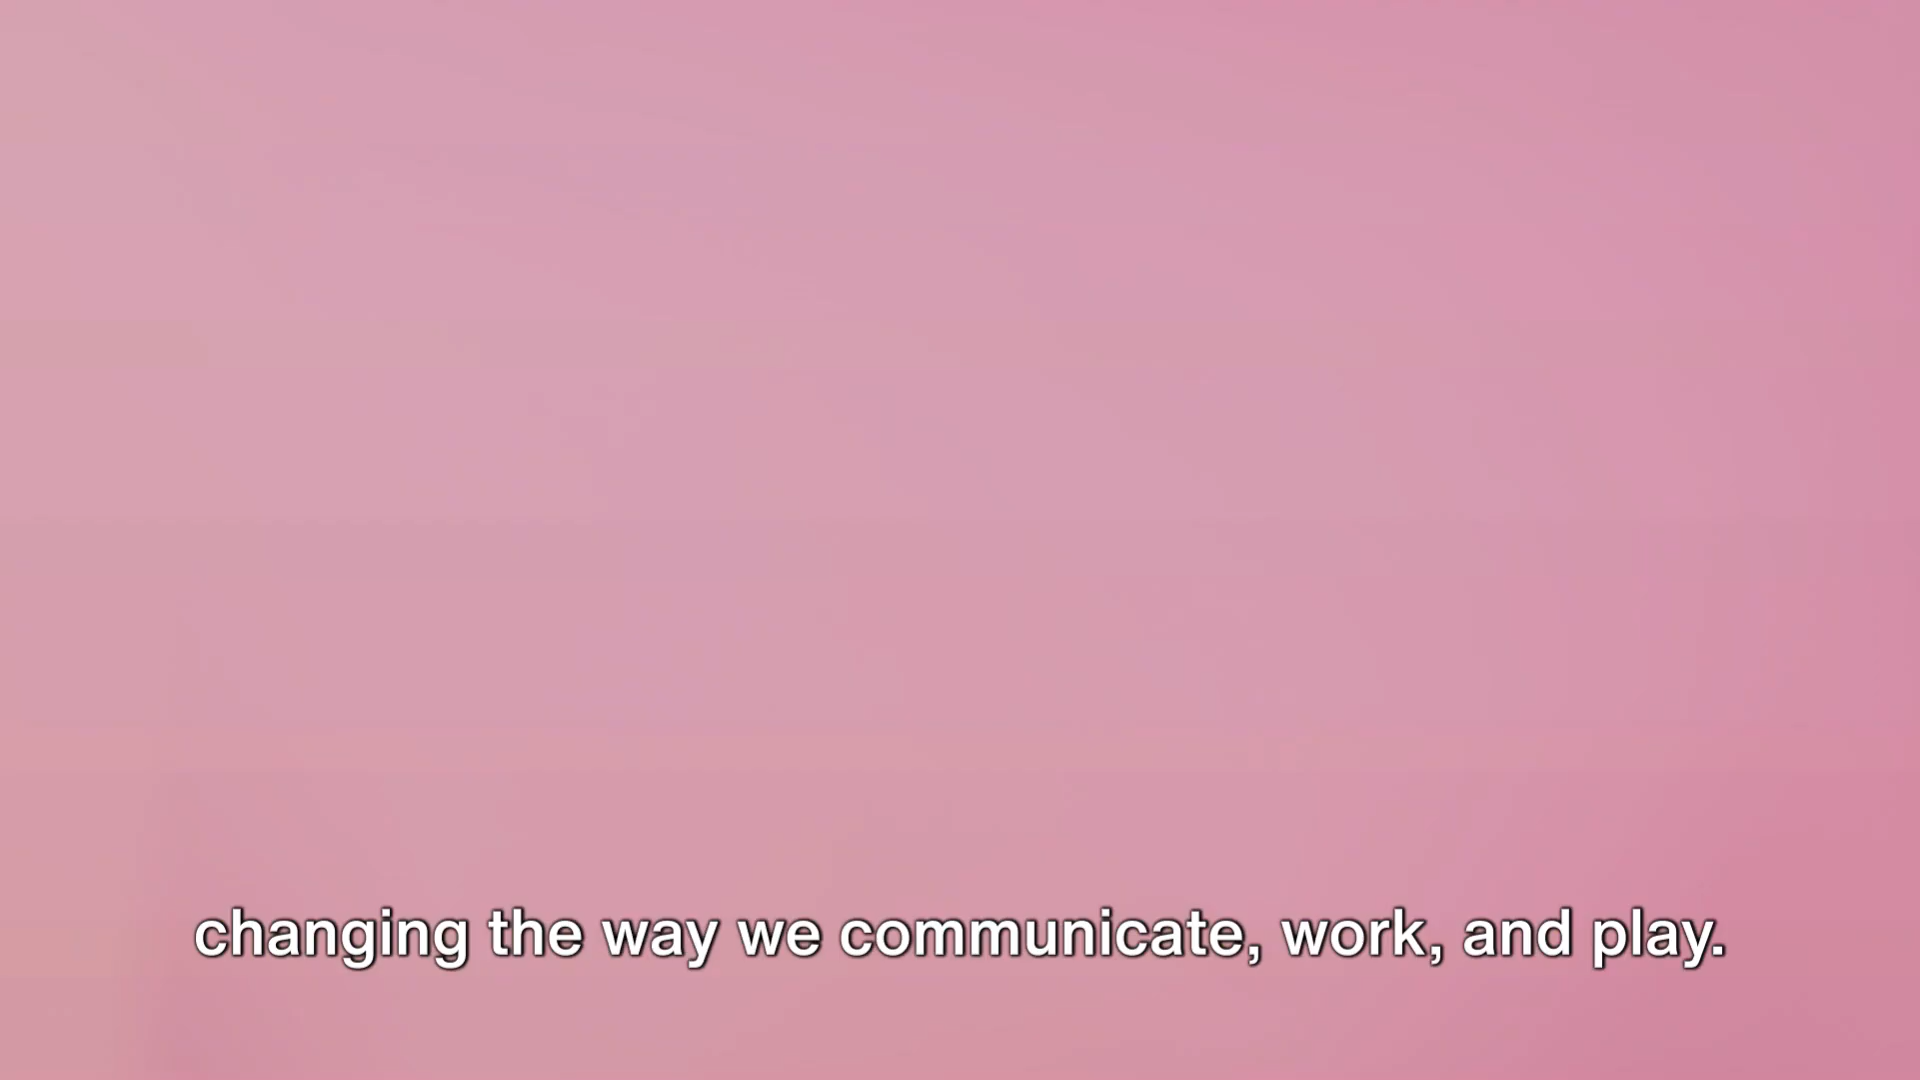 changing the way we communicate, work, and play.